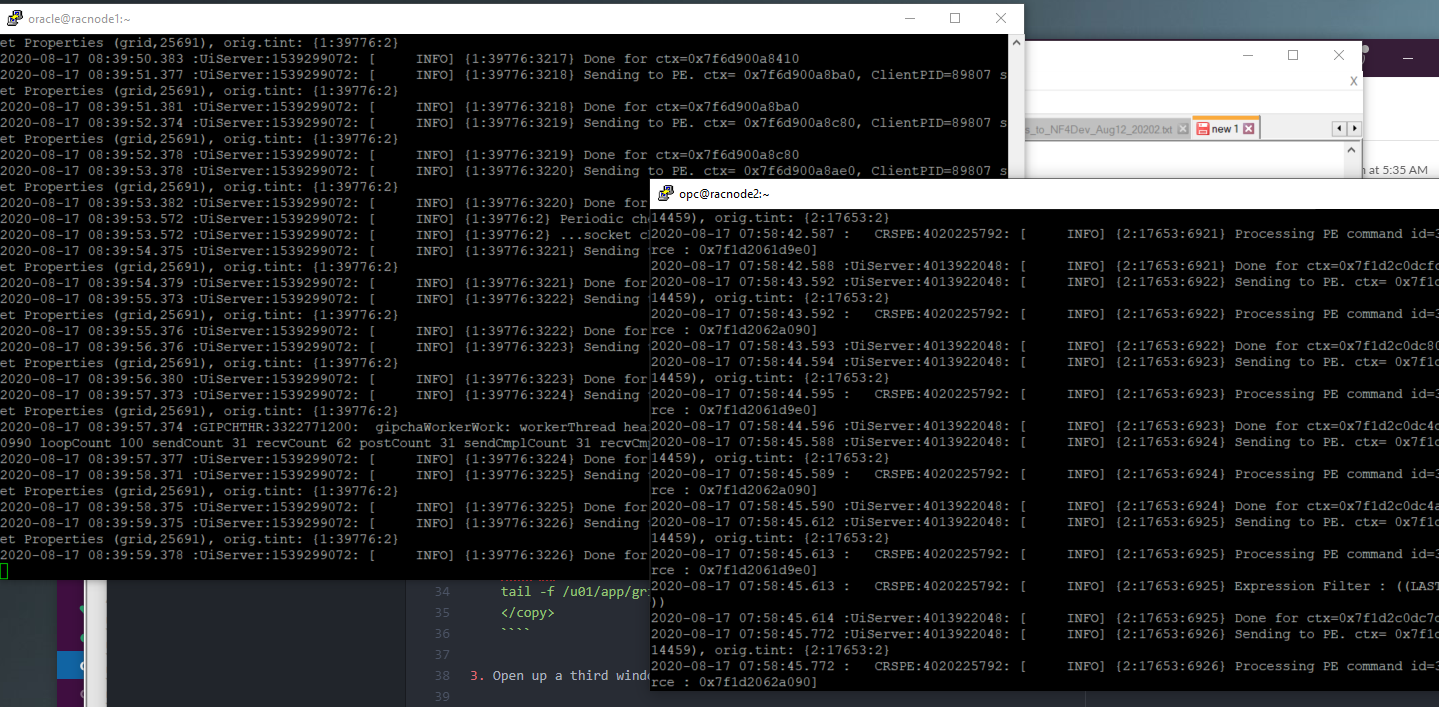 oracle@racnode1:~
et Properties (grid,25691), orig.tint: {1:39776:2}
2020-08-17 08:39:50.383 :UiServer:1539299072: [     INFO] {1:39776:3217} Done for ctx=0x7f6d900a8410
2020-08-17 08:39:51.377 :UiServer:1539299072: [     INFO] {1:39776:3218} Sending to PE. ctx= 0x7f6d900a8ba0, ClientPID=89807 s
et Properties (grid,25691), orig.tint: {1:39776:2}
2020-08-17 08:39:51.381 :UiServer:1539299072: [     INFO] {1:39776:3218} Done for ctx=0x7f6d900a8ba0
2020-08-17 08:39:52.374 :UiServer:1539299072: [     INFO] {1:39776:3219} Sending to PE. ctx= 0x7f6d900a8c80, ClientPID=89807 s
et Properties (grid,25691), orig.tint: {1:39776:2}
2020-08-17 08:39:52.378 :UiServer:1539299072: [     INFO] {1:39776:3219} Done for ctx=0x7f6d900a8c80
2020-08-17 08:39:53.378 :UiServer:1539299072: [     INFO] {1:39776:3220} Sending to PE. ctx= 0x7f6d900a8ae0, ClientPID=89807 s
et Properties (grid,25691), orig.tint: {1:39776:2}
2020-08-17 08:39:53.382 :UiServer:1539299072: [     INFO] {1:39776:3220} Done for
2020-08-17 08:39:53.572 :UiServer:1539299072: [     INFO] {1:39776:2} Periodic che
2020-08-17 08:39:53.572 :UiServer:1539299072: [     INFO] {1:39776:2} ...socket c
2020-08-17 08:39:54.375 :UiServer:1539299072: [     INFO] {1:39776:3221} Sending
et Properties (grid,25691), orig.tint: {1:39776:2}
2020-08-17 08:39:54.379 :UiServer:1539299072: [     INFO] {1:39776:3221} Done for
2020-08-17 08:39:55.373 :UiServer:1539299072: [     INFO] {1:39776:3222} Sending
et Properties (grid,25691), orig.tint: {1:39776:2}
2020-08-17 08:39:55.376 :UiServer:1539299072: [     INFO] {1:39776:3222} Done for
2020-08-17 08:39:56.376 :UiServer:1539299072: [     INFO] {1:39776:3223} Sending
et Properties (grid,25691), orig.tint: {1:39776:2}
2020-08-17 08:39:56.380 :UiServer:1539299072: [     INFO] {1:39776:3223} Done for
2020-08-17 08:39:57.373 :UiServer:1539299072: [     INFO] {1:39776:3224} Sending
et Properties (grid,25691), orig.tint: {1:39776:2}
2020-08-17 08:39:57.374 :GIPCHTHR:3322771200:  gipchaWorkerWork: workerThread hea
0990 loopCount 100 sendCount 31 recvCount 62 postCount 31 sendCmplCount 31 recvCm
2020-08-17 08:39:57.377 :UiServer:1539299072: [     INFO] {1:39776:3224} Done for
2020-08-17 08:39:58.371 :UiServer:1539299072: [     INFO] {1:39776:3225} Sending
et Properties (grid,25691), orig.tint: {1:39776:2}
2020-08-17 08:39:58.375 :UiServer:1539299072: [     INFO] {1:39776:3225} Done for
2020-08-17 08:39:59.375 :UiServer:1539299072: [     INFO] {1:39776:3226} Sending
et Properties (grid,25691), orig.tint: {1:39776:2}
2020-08-17 08:39:59.378 :UiServer:1539299072: [     INFO] {1:39776:3226} Done for
X
s_to_NF4Dev_Aug12_20202.txt
new 1
at 5:35 AM
opc@racnode2:~
14459), orig.tint: {2:17653:2}
2020-08-17 07:58:42.587 :   CRSPE:4020225792: [     INFO] {2:17653:6921} Processing PE command id=3
rce : 0x7f1d2061d9e0]
2020-08-17 07:58:42.588 :UiServer:4013922048: [     INFO] {2:17653:6921} Done for ctx=0x7f1d2c0dcfc
2020-08-17 07:58:43.592 :UiServer:4013922048: [     INFO] {2:17653:6922} Sending to PE. ctx= 0x7f1d
14459), orig.tint: {2:17653:2}
2020-08-17 07:58:43.592 :   CRSPE:4020225792: [     INFO] {2:17653:6922} Processing PE command id=3
rce : 0x7f1d2062a090]
2020-08-17 07:58:43.593 :UiServer:4013922048: [     INFO] {2:17653:6922} Done for ctx=0x7f1d2c0dc80
2020-08-17 07:58:44.594 :UiServer:4013922048: [     INFO] {2:17653:6923} Sending to PE. ctx= 0x7f1d
14459), orig.tint: {2:17653:2}
2020-08-17 07:58:44.595 :   CRSPE:4020225792: [     INFO] {2:17653:6923} Processing PE command id=3
rce : 0x7f1d2061d9e0]
2020-08-17 07:58:44.596 :UiServer:4013922048: [     INFO] {2:17653:6923} Done for ctx=0x7f1d2c0dc4c
2020-08-17 07:58:45.588 :UiServer:4013922048: [     INFO] {2:17653:6924} Sending to PE. ctx= 0x7f1d
14459), orig.tint: {2:17653:2}
2020-08-17 07:58:45.589 :   CRSPE:4020225792: [     INFO] {2:17653:6924} Processing PE command id=3
rce : 0x7f1d2062a090]
2020-08-17 07:58:45.590 :UiServer:4013922048: [     INFO] {2:17653:6924} Done for ctx=0x7f1d2c0dc4a
2020-08-17 07:58:45.612 :UiServer:4013922048: [     INFO] {2:17653:6925} Sending to PE. ctx= 0x7f1d
14459), orig.tint: {2:17653:2}
2020-08-17 07:58:45.613 :   CRSPE:4020225792: [     INFO] {2:17653:6925} Processing PE command id=3
rce : 0x7f1d2061d9e0]
2020-08-17 07:58:45.613 :   CRSPE:4020225792: [     INFO] {2:17653:6925} Expression Filter : ((LAST
))
2020-08-17 07:58:45.614 :UiServer:4013922048: [     INFO] {2:17653:6925} Done for ctx=0x7f1d2c0dc7c
2020-08-17 07:58:45.772 :UiServer:4013922048: [     INFO] {2:17653:6926} Sending to PE. ctx= 0x7f1d
14459), orig.tint: {2:17653:2}
2020-08-17 07:58:45.772 :   CRSPE:4020225792: [     INFO] {2:17653:6926} Processing PE command id=3
rce : 0x7f1d2062a090]
34 tail -f /u01/app/gr
35 </copy>
36 ````
37
38 3. Open up a third wind
39